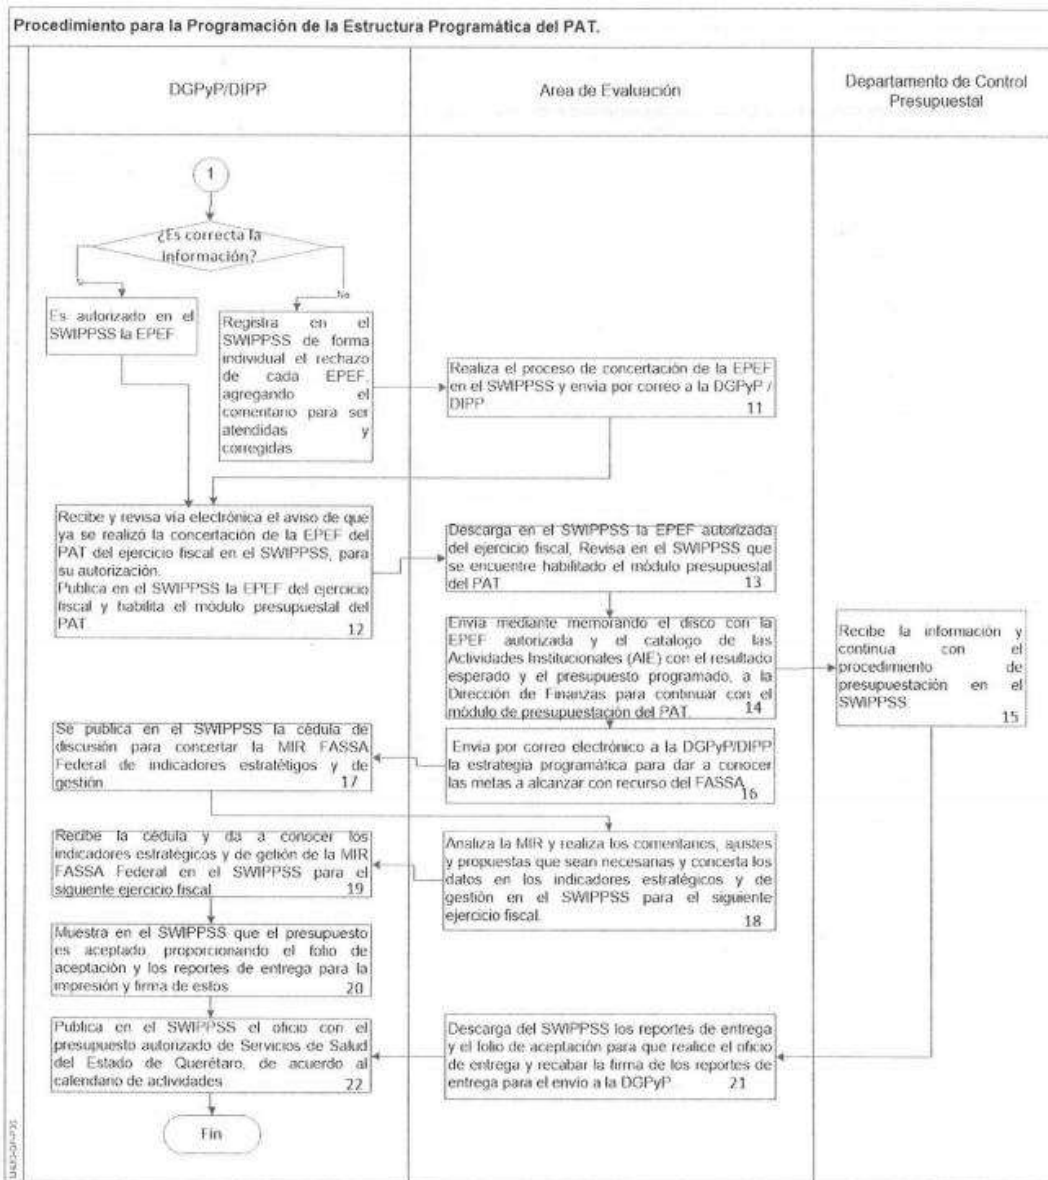 Procedimiento para la Programación de la Estructura Programática del PAT.
DGPyP/DIPP
Area de Evaluación
Departamento de Control
Presupuestal
1
¿Es correcta la
información?
No
Es autorizado en el
SWIPPSS la EPEF
Registra en el
SWIPPSS de forma
individual el rechazo
de cada EPEF,
agregando el
comentario para ser
atendidas y
corregidas
Realiza el proceso de concertación de la EPEF
en el SWIPPSS y envia por correo a la DGPyP /
DIPP
11
Recibe y revisa vía electrónica el aviso de que
ya se realizó la concertación de la EPEF del
PAT del ejercicio fiscal en el SWIPPSS, para
su autorización.
Publica en el SWIPPSS la EPEF del ejercicio
fiscal y habilita el módulo presupuestal del
PAT
12
Descarga en el SWIPPSS la EPEF autorizada
del ejercicio fiscal, Revisa en el SWIPPSS que
se encuentre habilitado el módulo presupuestal
del PAT
13
Envía mediante memorando el disco con la
EPEF autorizada y el catalogo de las
Actividades Institucionales (AIE) con el resultado
esperado y el presupuesto programado, a la
Dirección de Finanzas para continuar con el
módulo de presupuestación del PAT.
14
Recibe la información y
continua con el
procedimiento de
presupuestación en el
SWIPPSS
15
Envía por correo electrónico a la DGPyP/DIPP
la estrategia programática para dar a conocer
las metas a alcanzar con recurso del FASSA
16
Se publica en el SWIPPSS la cédula de
discusión para concertar la MIR FASSA
Federal de indicadores estratétigos y de
gestión
17
Analiza la MIR y realiza los comentarios, ajustes
y propuestas que sean necesarias y concerta los
datos en los indicadores estratégicos y de
gestión en el SWIPPSS para el siguiente
ejercicio fiscal.
18
Recibe la cédula y da a conocer los
indicadores estratégicos y de getión de la MIR
FASSA Federal en el SWIPPSS para el
siguiente ejercicio fiscal
19
Muestra en el SWIPPSS que el presupuesto
es aceptado proporcionando el folio de
aceptación y los reportes de entrega para la
impresión y firma de estos
20
Descarga del SWIPPSS los reportes de entrega
y el folio de aceptación para que realice el oficio
de entrega y recabar la firma de los reportes de
entrega para el envío a la DGPyP
21
Publica en el SWIPPSS el oficio con el
presupuesto autorizado de Servicios de Salud
del Estado de Querétaro, de acuerdo al
calendario de actividades
22
Fin